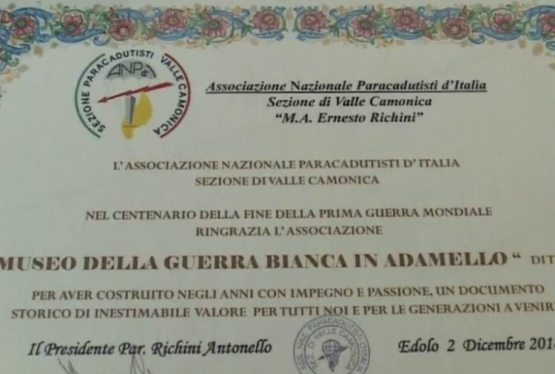 SEZIONE PARACADUTISTI VALLE CAMONICA
ANPd'I
Associazione Nazionale Paracadutisti d'Italia
Sezione di Valle Camonica
"M.A. Ernesto Richini"
L'ASSOCIAZIONE NAZIONALE PARACADUTISTI D'ITALIA
SEZIONE DI VALLE CAMONICA
NEL CENTENARIO DELLA FINE DELLA PRIMA GUERRA MONDIALE
RINGRAZIA L'ASSOCIAZIONE
MUSEO DELLA GUERRA BIANCA IN ADAMELLO " DI
PER AVER COSTRUITO NEGLI ANNI CON IMPEGNO E PASSIONE, UN DOCUMENTO
STORICO DI INESTIMABILE VALORE PER TUTTI NOI E PER LE GENERAZIONI A VENIR
Il Presidente Par. Richini Antonello
Edolo 2 Dicembre 201